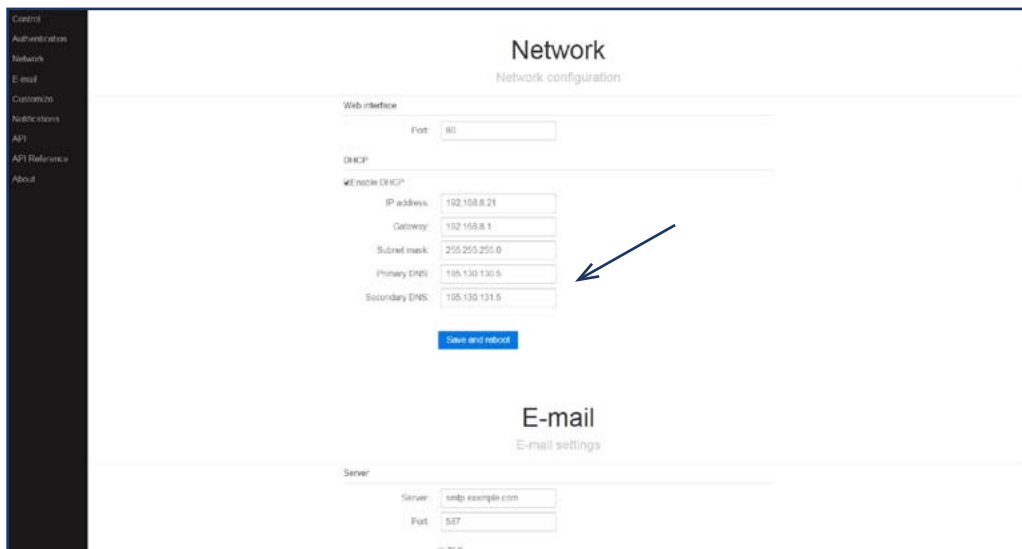 Control
Authentication
Network
E-mail
Customize
Notifications
API
API Reference
About
Network
Network configuration
Web interface
Port: 80
DHCP
Enable DHCP
IP address: 192.168.8.21
Gateway: 192.168.8.1
Subnet mask: 255.255.255.0
Primary DNS: 195.130.130.5
Secondary DNS: 195.130.131.5
Save and reboot
E-mail
E-mail settings
Server
Server: smtp.example.com
Port: 587